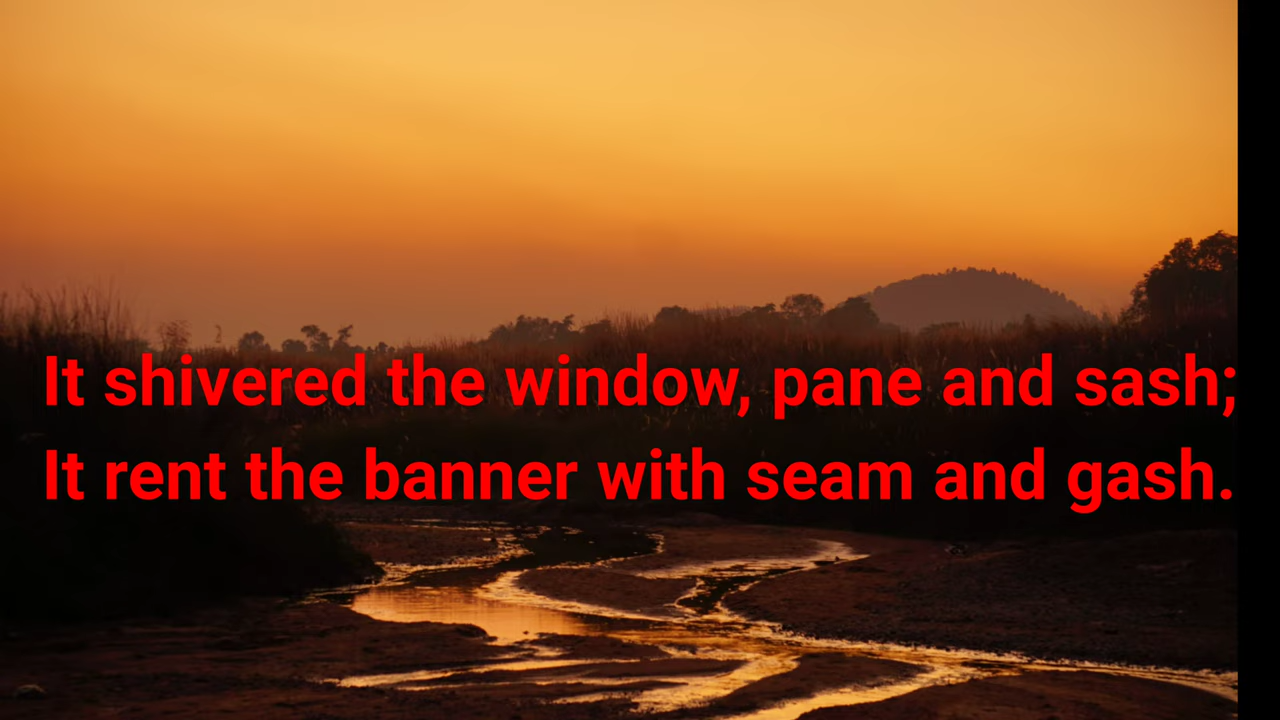 It shivered the window, pane and sash;
It rent the banner with seam and gash.